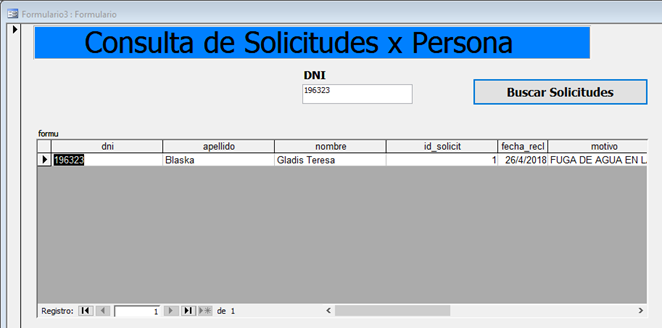 Formulario3 : Formulario
Consulta de Solicitudes x Persona
DNI
196323
Buscar Solicitudes
formu
dni apellido nombre id_solicit fecha_recl motivo
196323 Blaska Gladis Teresa 1 26/4/2018 FUGA DE AGUA EN LA
Registro: 1 de 1